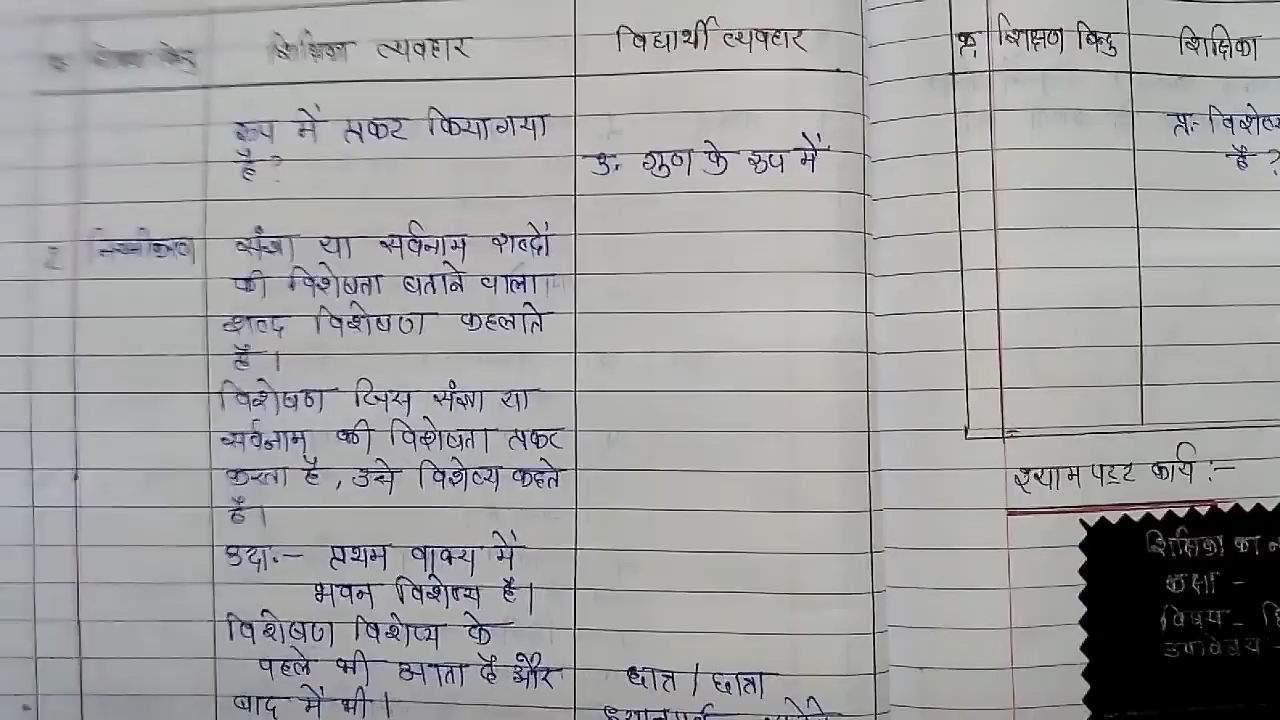 शिक्षिका व्यवहार
विद्यार्थी व्यवहार
रूप में प्रकट कियागया
है?
उ. गुण के रूप में
2
संज्ञा या सर्वनाम शब्दों
की विशेषता बताने वाला
शब्द विशेषण कहलाते
है।
विशेषण जिस संज्ञा या
सर्वनाम की विशेषता प्रकट
करता है, उसे विशेष्य कहते
है।
उदा.- प्रथम वाक्य में
भवन विशेष्य है।
विशेषण विशेष्य के
पहले भी आता है और
बाद में भी।
छात्र / छात्रा
क्र. शिक्षण बिंदु
शिक्षिका
प्र. विशेष्य
है?
श्यामपट्ट कार्य :-
शिक्षिका का
कक्षा -
विषय -
उपविषय -